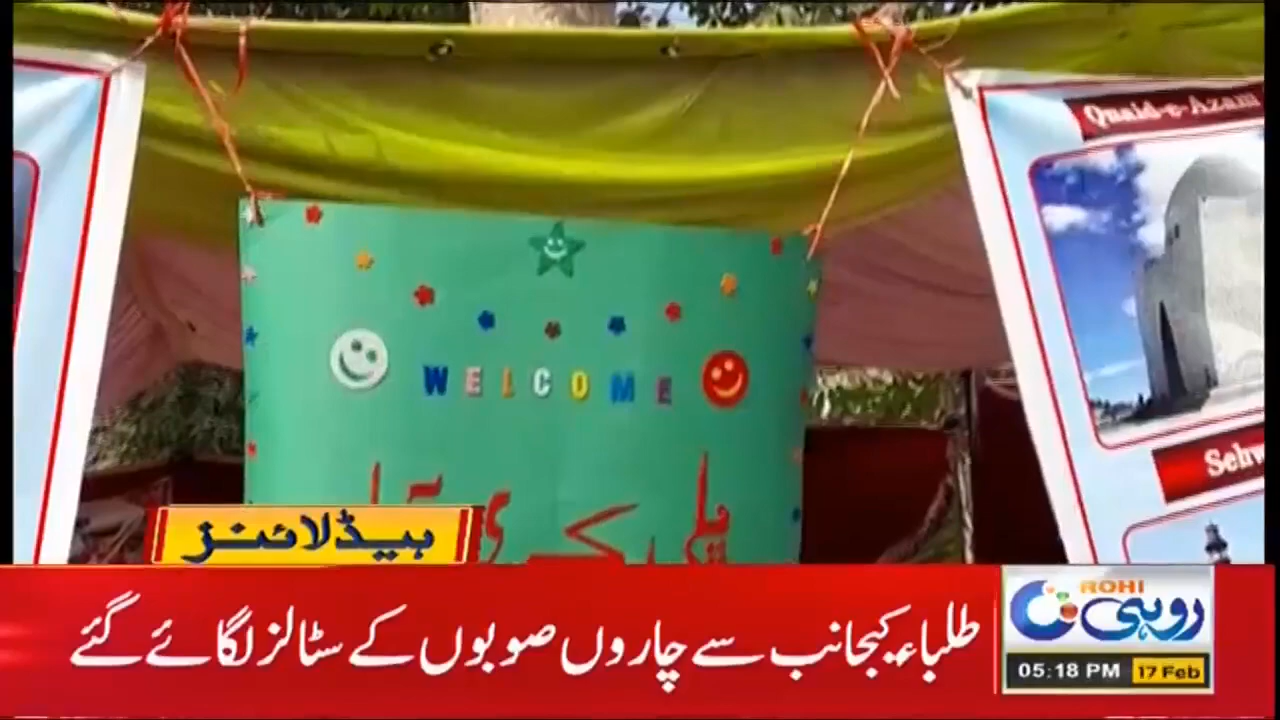 Quaid-e-Azam
WELCOME
ہیڈلائنز
طلباء کیجانب سے چاروں صوبوں کے سٹالز لگائے گئے
ROHI
روہی
05:18 PM 17 Feb